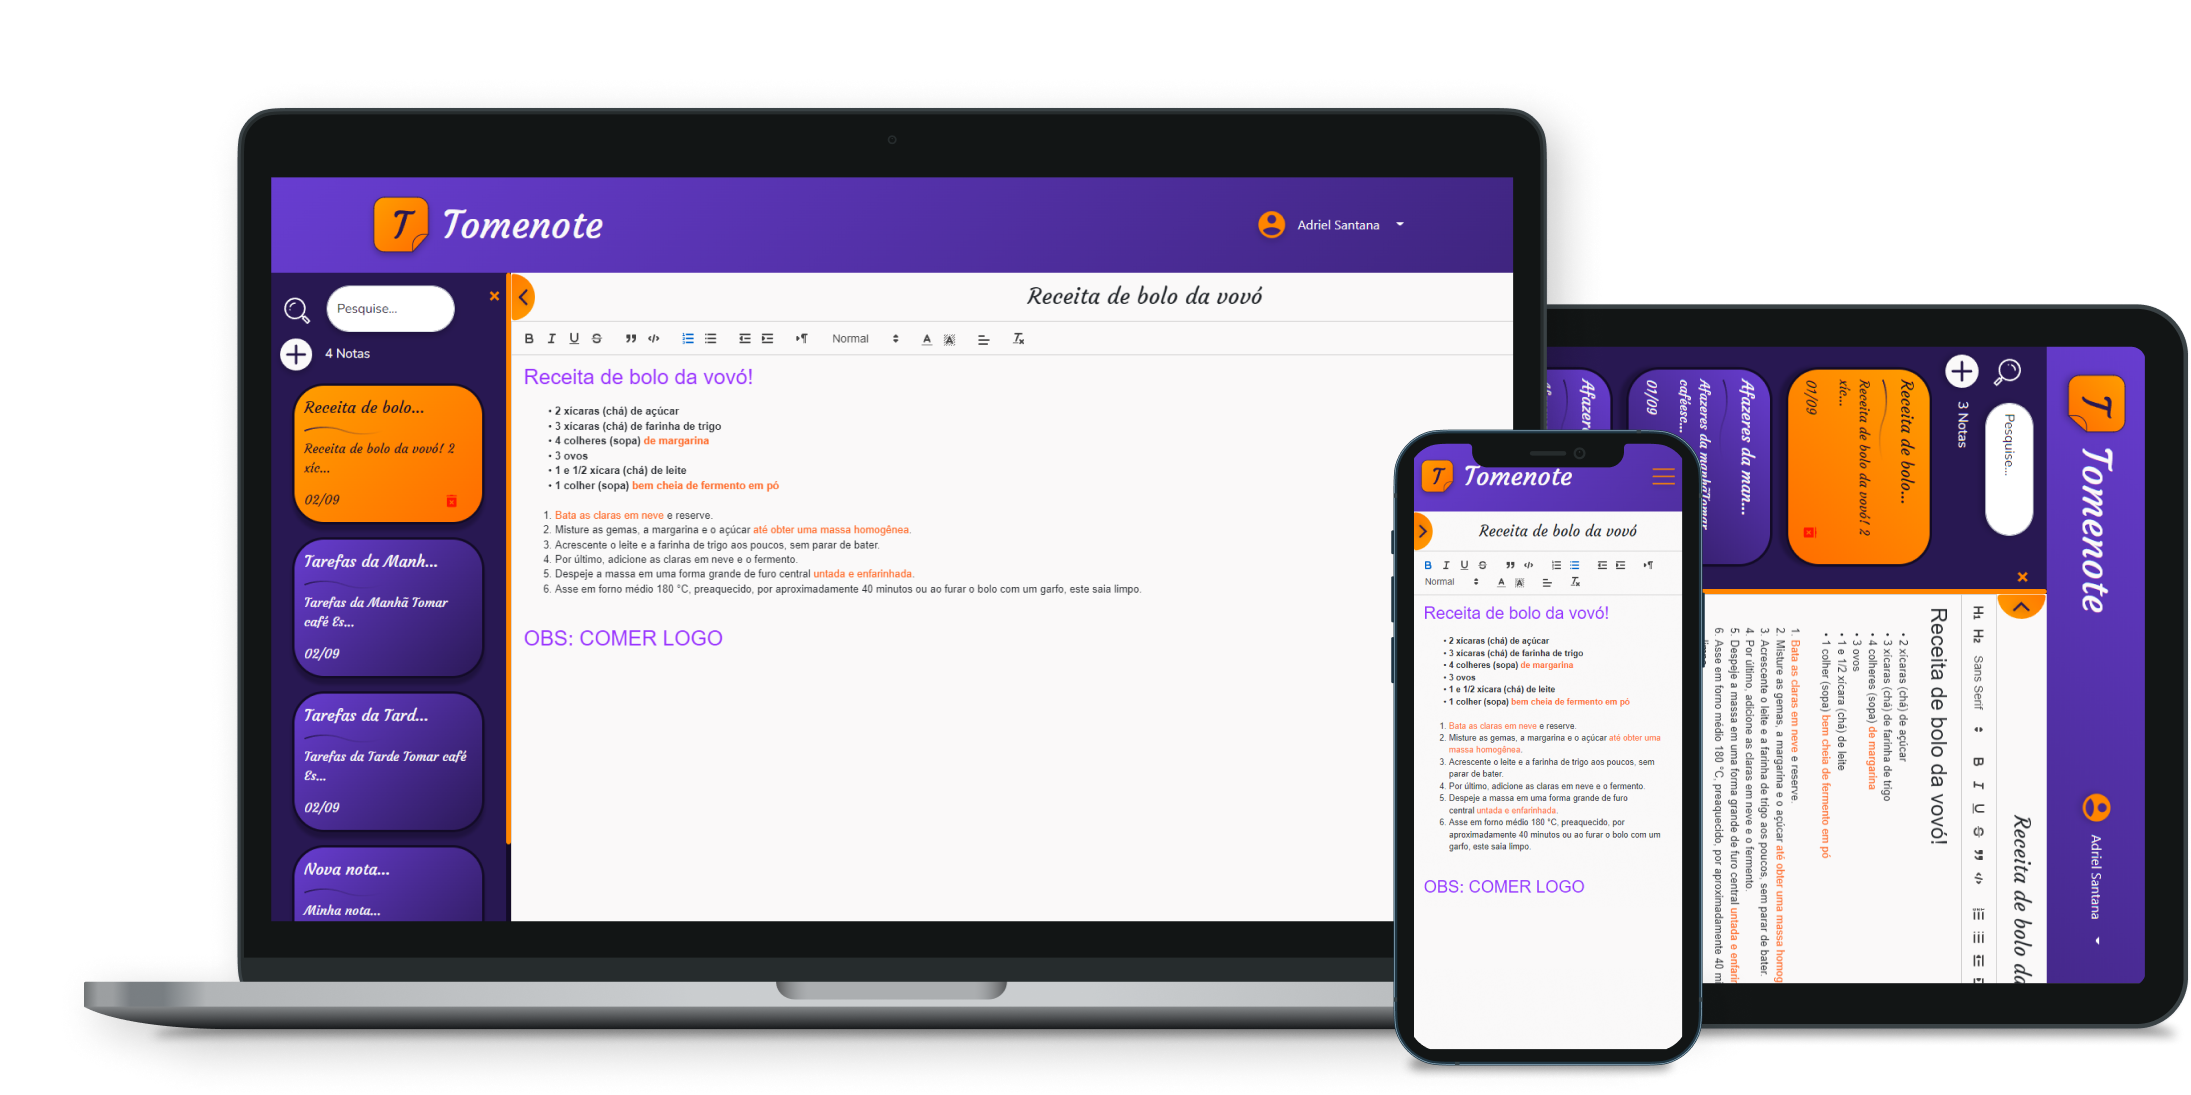 T Tomenote
Adriel Santana
Pesquise...
4 Notas
Receita de bolo...
Receita de bolo da vovó! 2
xíc...
02/09
Tarefas da Manh...
Tarefas da Manhã Tomar
café Es...
02/09
Tarefas da Tard...
Tarefas da Tarde Tomar café
Es...
02/09
Nova nota...
Minha nota...
Receita de bolo da vovó
Normal
Receita de bolo da vovó!
• 2 xícaras (chá) de açúcar
• 3 xícaras (chá) de farinha de trigo
• 4 colheres (sopa) de margarina
• 3 ovos
• 1 e 1/2 xícara (chá) de leite
• 1 colher (sopa) bem cheia de fermento em pó
1. Bata as claras em neve e reserve.
2. Misture as gemas, a margarina e o açúcar até obter uma massa homogênea.
3. Acrescente o leite e a farinha de trigo aos poucos, sem parar de bater.
4. Por último, adicione as claras em neve e o fermento.
5. Despeje a massa em uma forma grande de furo central untada e enfarinhada.
6. Asse em forno médio 180 °C, preaquecido, por aproximadamente 40 minutos ou ao furar o bolo com um garfo, este saia limpo.
OBS: COMER LOGO
T Tomenote
Receita de bolo da vovó
Normal
Receita de bolo da vovó!
• 2 xícaras (chá) de açúcar
• 3 xícaras (chá) de farinha de trigo
• 4 colheres (sopa) de margarina
• 3 ovos
• 1 e 1/2 xícara (chá) de leite
• 1 colher (sopa) bem cheia de fermento em pó
1. Bata as claras em neve e reserve.
2. Misture as gemas, a margarina e o açúcar até obter uma
massa homogênea.
3. Acrescente o leite e a farinha de trigo aos poucos, sem
parar de bater.
4. Por último, adicione as claras em neve e o fermento.
5. Despeje a massa em uma forma grande de furo
central untada e enfarinhada.
6. Asse em forno médio 180 °C, preaquecido, por
aproximadamente 40 minutos ou ao furar o bolo com um
garfo, este saia limpo.
OBS: COMER LOGO
T Tomenote
Adriel Santana
Pesquise...
3 Notas
Receita de bolo...
Receita de bolo da vovó! 2
xíc...
01/09
Afazeres da man...
Afazeres da manhãTomar
caféesc...
01/09
Receita de bolo da
H1 H2 Sans Serif
Receita de bolo da vovó!
• 2 xícaras (chá) de açúcar
• 3 xícaras (chá) de farinha de trigo
• 4 colheres (sopa) de margarina
• 3 ovos
• 1 e 1/2 xícara (chá) de leite
• 1 colher (sopa) bem cheia de fermento em pó
1. Bata as claras em neve e reserve.
2. Misture as gemas, a margarina e o açúcar até obter uma massa homog
3. Acrescente o leite e a farinha de trigo aos poucos, sem parar de bater.
4. Por último, adicione as claras em neve e o fermento.
5. Despeje a massa em uma forma grande de furo central untada e enfarin
6. Asse em forno médio 180 °C, preaquecido, por aproximadamente 40 mi